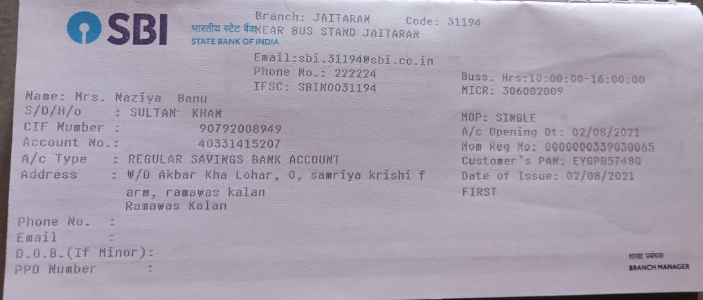 SBI
Branch: JAITARAN Code: 31194
भारतीय स्टेट बैंक NEAR BUS STAND JAITARAN
STATE BANK OF INDIA
Email:sbi.31194@sbi.co.in
Phone No.: 222224
IFSC: SBIN0031194
Buss. Hrs:10:00:00-16:00:00
MICR: 306002009
Name: Mrs. Naziya Banu
S/D/H/o : SULTAN KHAN
CIF Number : 90792008949
Account No.: 40331415207
A/c Type : REGULAR SAVINGS BANK ACCOUNT
Address : W/O Akbar Kha Lohar, 0, samriya krishi f
arm, ramawas kalan
Ramawas Kalan
Phone No. :
Email :
D.O.B.(If Minor):
PPO Number :
MOP: SINGLE
A/c Opening Dt: 02/08/2021
Nom Reg No: 0000000339030065
Customer's PAN: EYGPB5748Q
Date of Issue: 02/08/2021
FIRST
शाखा प्रबंधक
BRANCH MANAGER